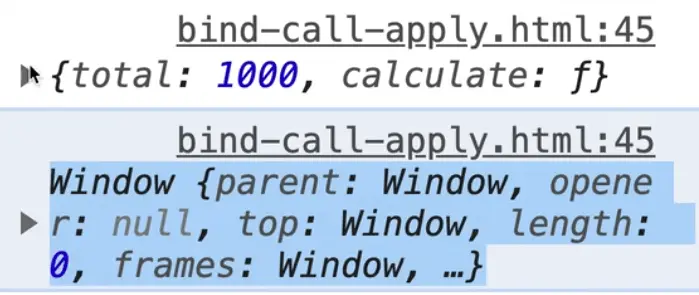 bind-call-apply.html:45
{total: 1000, calculate: ƒ}
bind-call-apply.html:45
Window {parent: Window, opene
r: null, top: Window, length:
0, frames: Window, …}